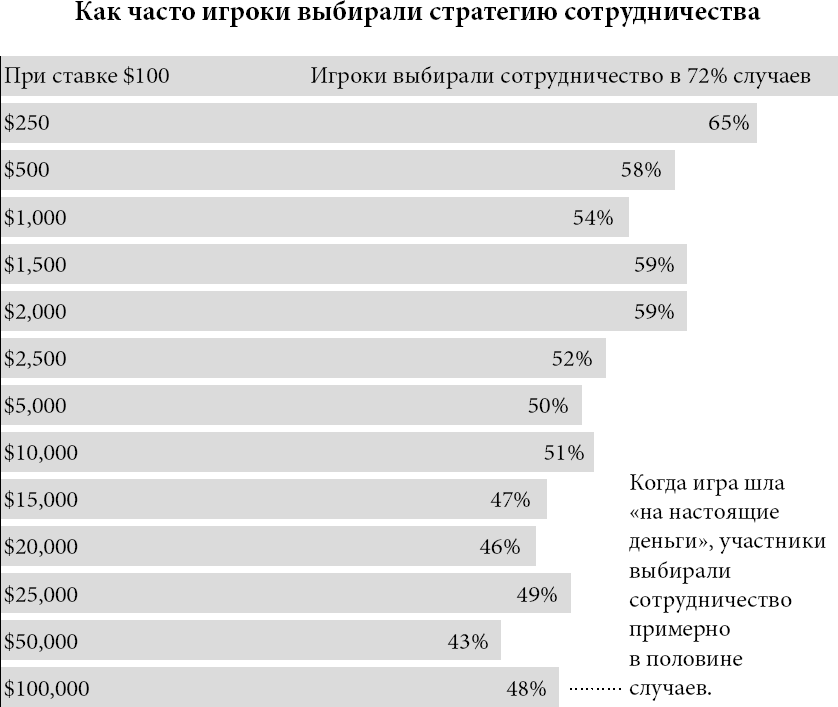 Как часто игроки выбирали стратегию сотрудничества
При ставке $100 Игроки выбирали сотрудничество в 72% случаев
$250 65%
$500 58%
$1,000 54%
$1,500 59%
$2,000 59%
$2,500 52%
$5,000 50%
$10,000 51%
$15,000 47%
$20,000 46%
$25,000 49%
$50,000 43%
$100,000 48%
Когда игра шла
«на настоящие
деньги», участники
выбирали
сотрудничество
примерно
в половине
случаев.